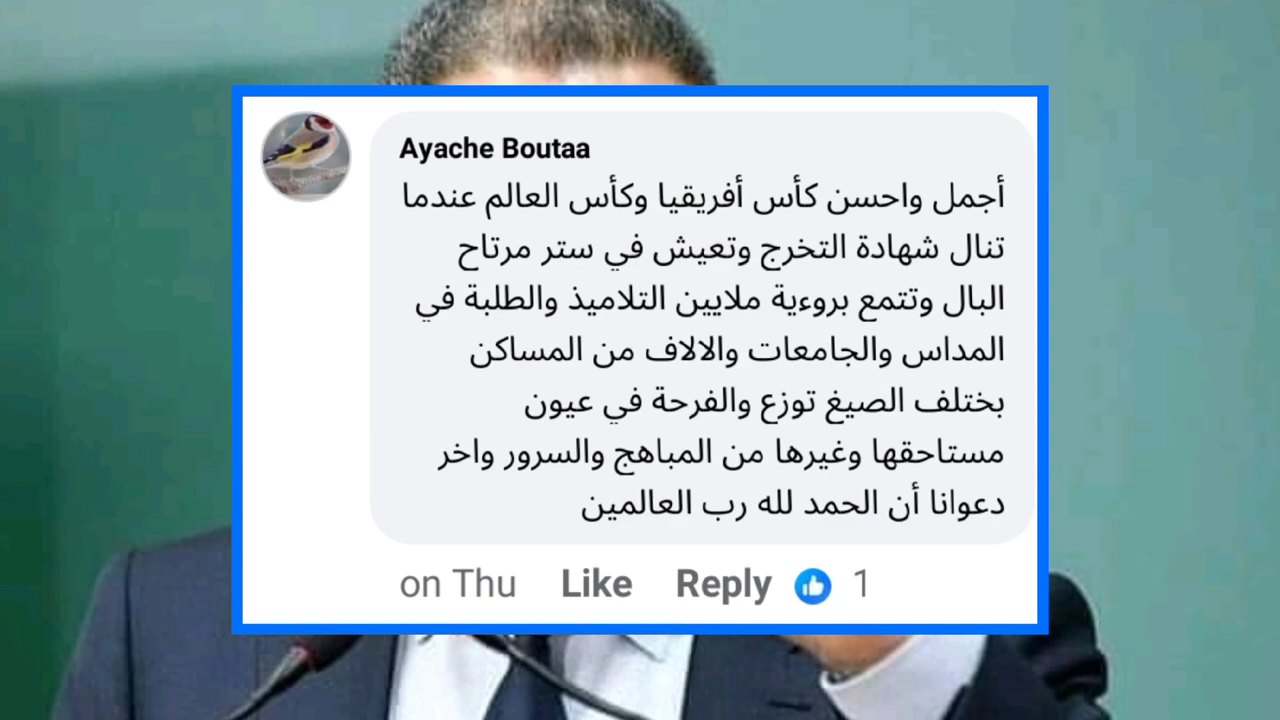 Ayache Boutaa
أجمل واحسن كأس أفريقيا وكأس العالم عندما
تنال شهادة التخرج وتعيش في ستر مرتاح
البال وتتمع بروءية ملايين التلاميذ والطلبة في
المداس والجامعات والالاف من المساكن
بختلف الصيغ توزع والفرحة في عيون
مستاحقها وغيرها من المباهج والسرور واخر
دعوانا أن الحمد لله رب العالمين
on Thu Like Reply 1